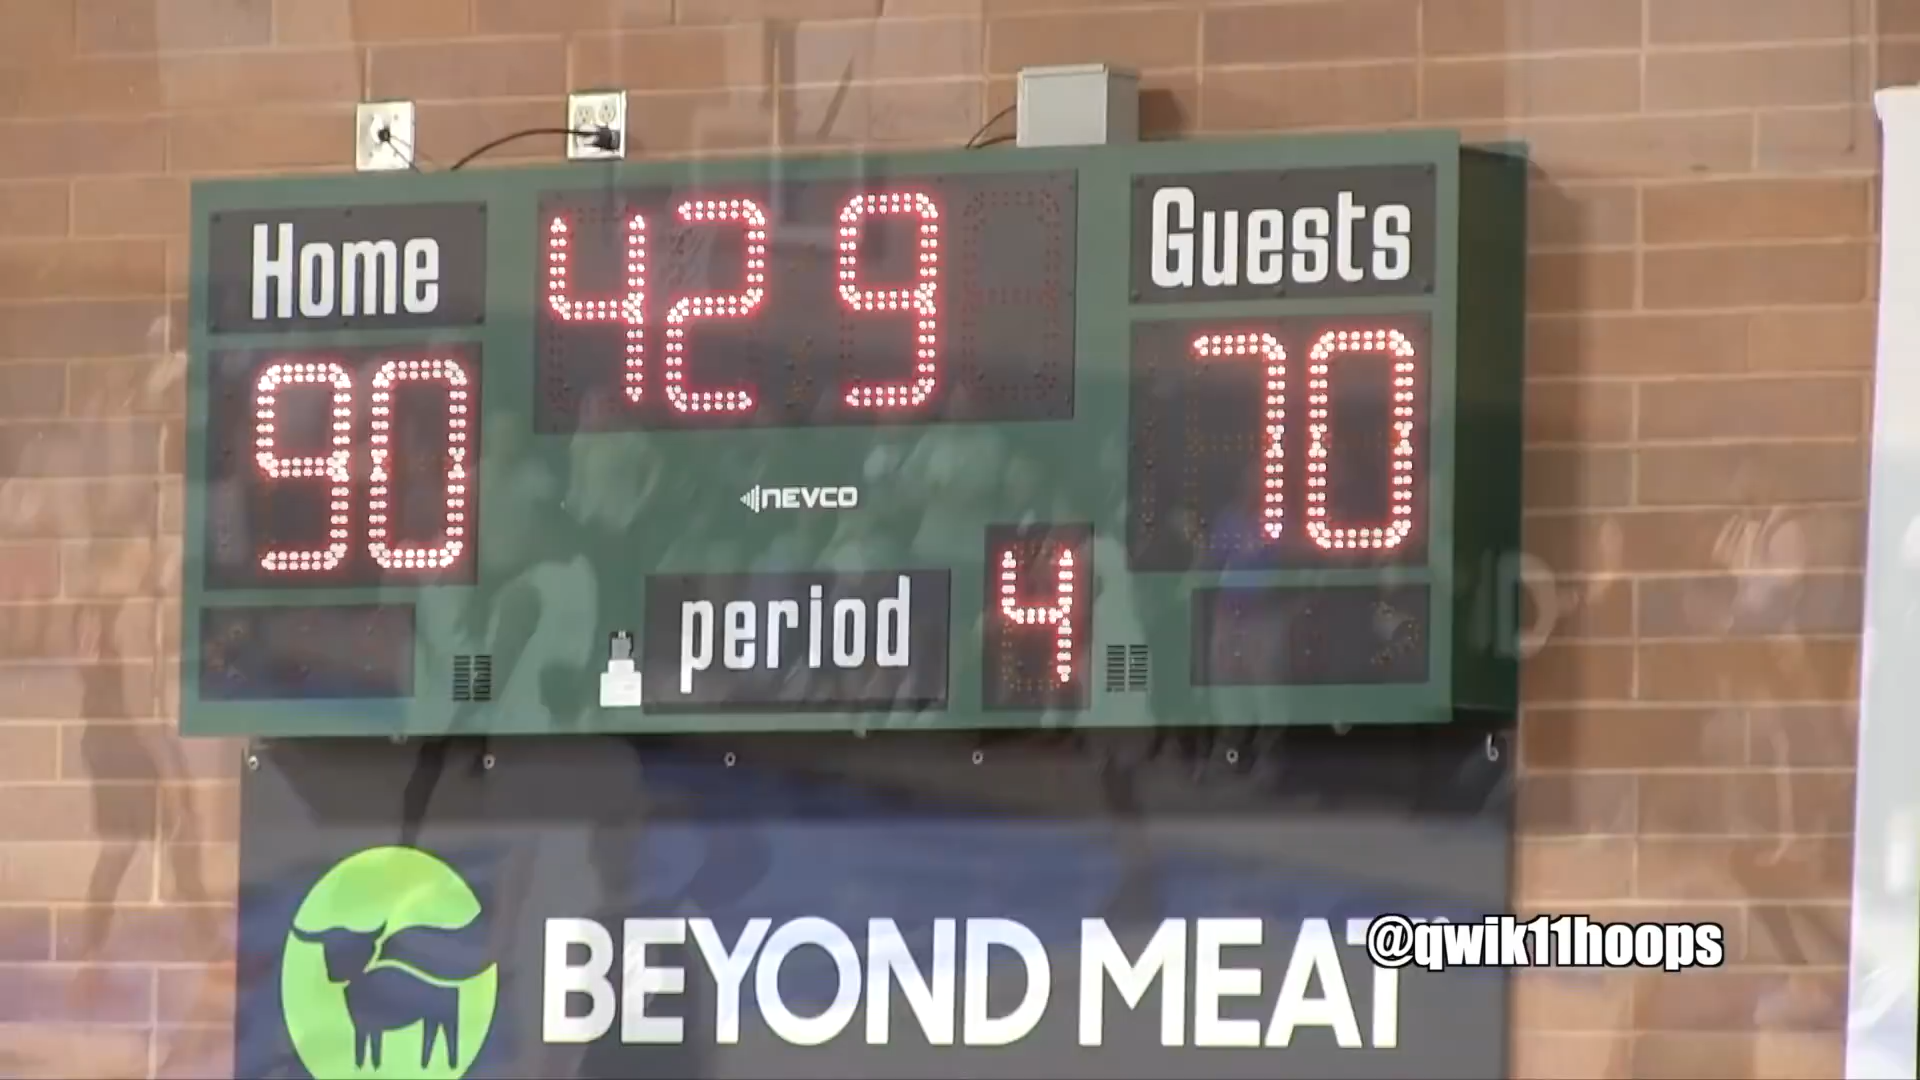 Home
42 9
Guests
90
70
NEVCO
period
4
BEYOND MEAT
@qwik11hoops